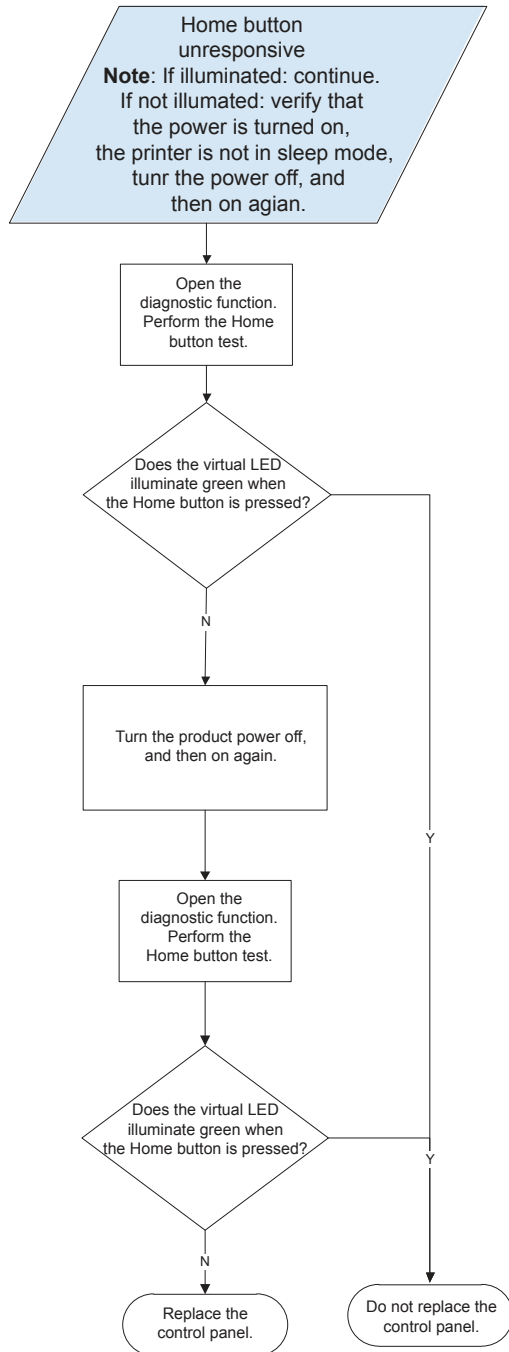 Home button
unresponsive
Note: If illuminated: continue.
If not illumated: verify that
the power is turned on,
the printer is not in sleep mode,
tunr the power off, and
then on agian.
Open the
diagnostic function.
Perform the Home
button test.
Does the virtual LED
illuminate green when
the Home button is pressed?
N
Turn the product power off,
and then on again.
Y
Open the
diagnostic function.
Perform the
Home button test.
Does the virtual LED
illuminate green when
the Home button is pressed?
Y
N
Replace the
control panel.
Do not replace the
control panel.